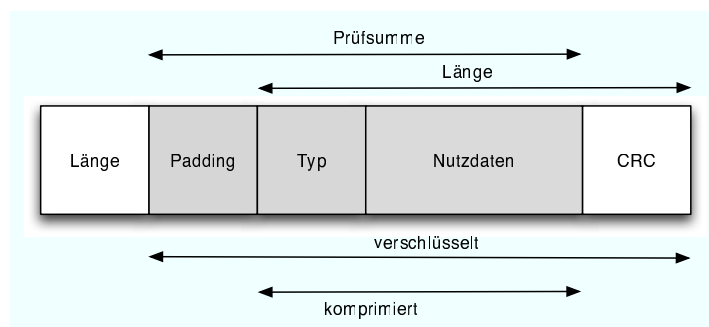 Prüfsumme
Länge
Länge Padding Typ Nutzdaten CRC
verschlüsselt
komprimiert